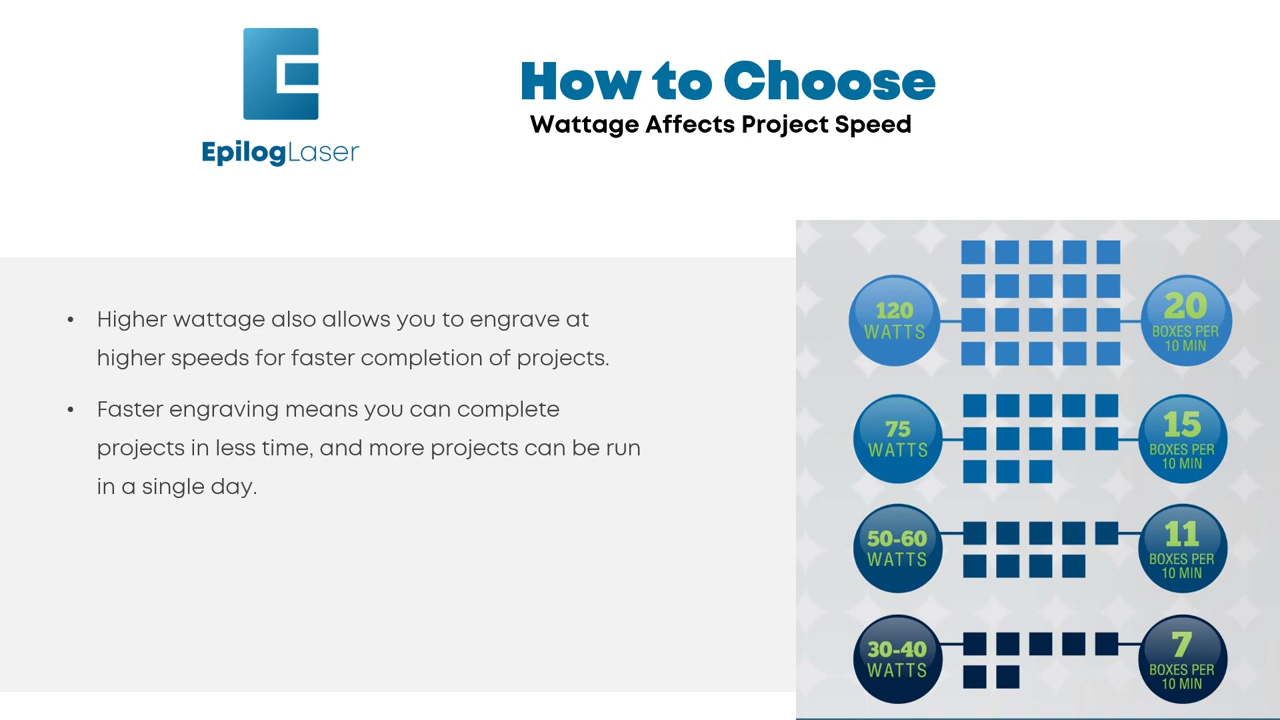 EpilogLaser
How to Choose
Wattage Affects Project Speed
• Higher wattage also allows you to engrave at
higher speeds for faster completion of projects.
• Faster engraving means you can complete
projects in less time, and more projects can be run
in a single day.
120
WATTS
20
BOXES PER
10 MIN
75
WATTS
15
BOXES PER
10 MIN
50-60
WATTS
11
BOXES PER
10 MIN
30-40
WATTS
7
BOXES PER
10 MIN